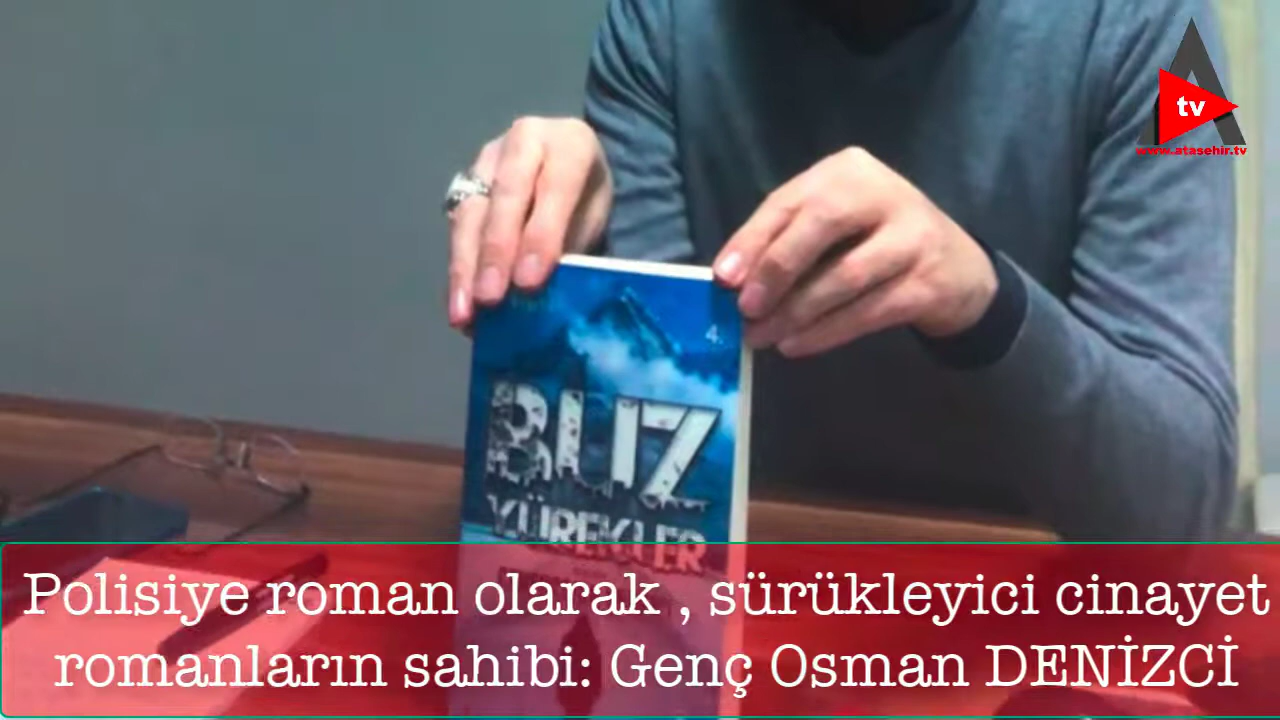 tv
www.atasehir.tv
4.
BUZ
YÜREKLER
Polisiye roman olarak , sürükleyici cinayet
romanların sahibi: Genç Osman DENİZCİ